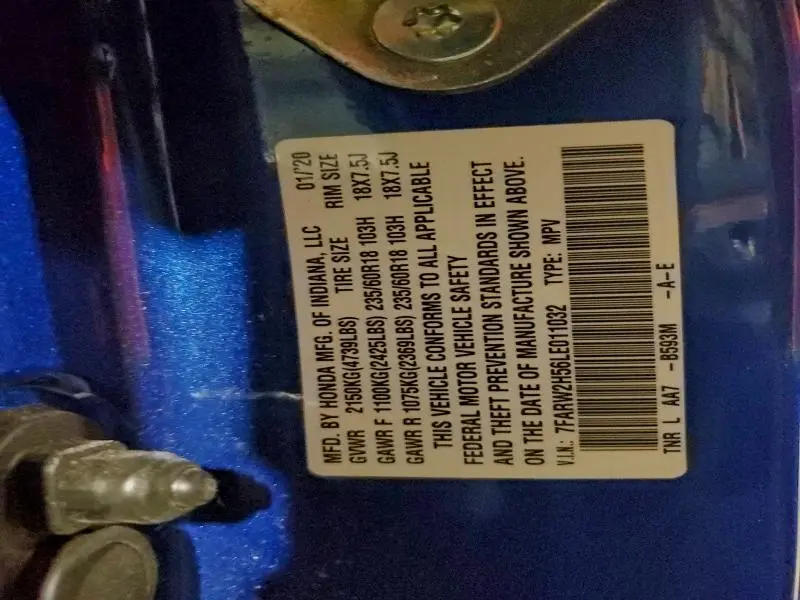 MFD. BY HONDA MFG. OF INDIANA, LLC 01/'20
GVWR 2150KG(4739LBS) TIRE SIZE RIM SIZE
GAWR F 1100KG(2425LBS) 235/60R18 103H 18X7.5J
GAWR R 1075KG(2369LBS) 235/60R18 103H 18X7.5J
THIS VEHICLE CONFORMS TO ALL APPLICABLE
FEDERAL MOTOR VEHICLE SAFETY
AND THEFT PREVENTION STANDARDS IN EFFECT
ON THE DATE OF MANUFACTURE SHOWN ABOVE.
V.I.N.: 7FARW2H56LE011032 TYPE: MPV
TNR L AA7 -B593M -A-E